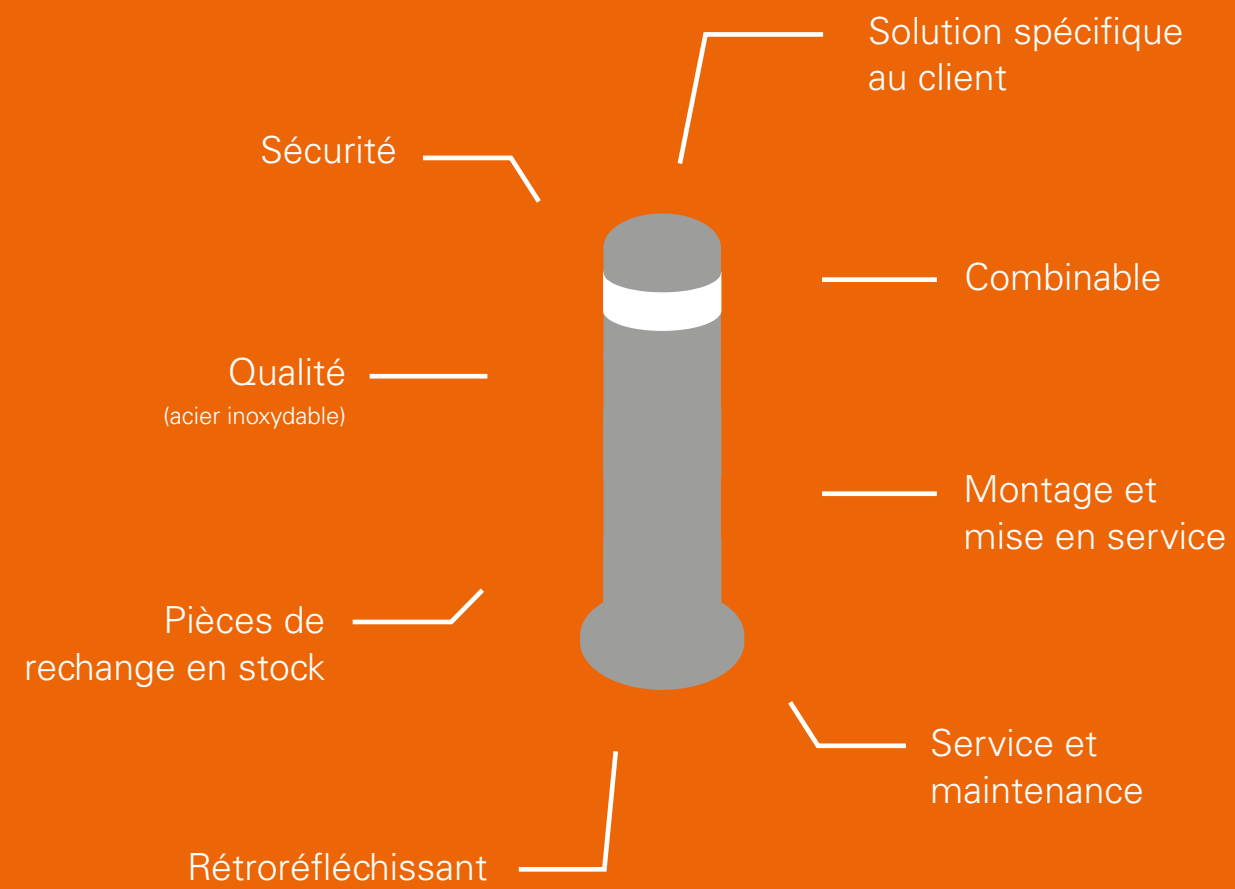 Solution spécifique
au client
Sécurité
Combinable
Qualité
(acier inoxydable)
Montage et
mise en service
Pièces de
rechange en stock
Service et
maintenance
Rétroréfléchissant